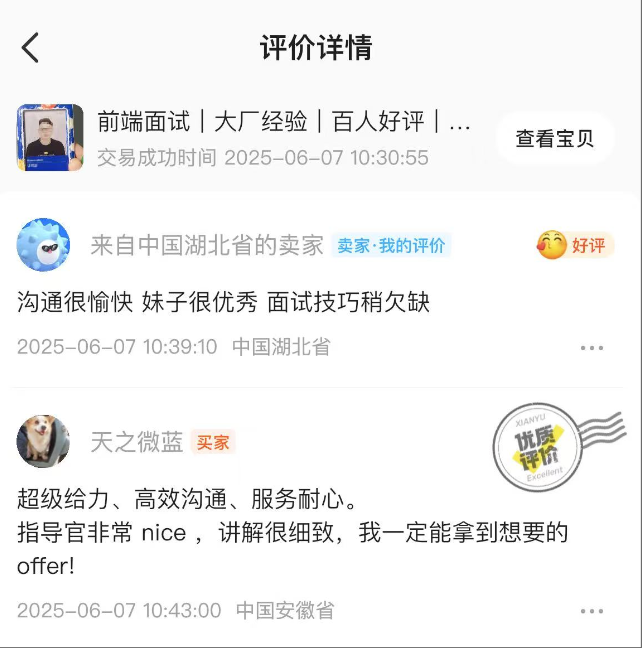 评价详情
前端面试｜大厂经验｜百人好评｜...
交易成功时间 2025-06-07 10:30:55
查看宝贝
来自中国湖北省的卖家 卖家·我的评价 好评
沟通很愉快 妹子很优秀 面试技巧稍欠缺
2025-06-07 10:39:10 中国湖北省
天之微蓝 买家
XIANYU
优质
评价
Excellent
超级给力、高效沟通、服务耐心。
指导官非常 nice ，讲解很细致，我一定能拿到想要的
offer!
2025-06-07 10:43:00 中国安徽省